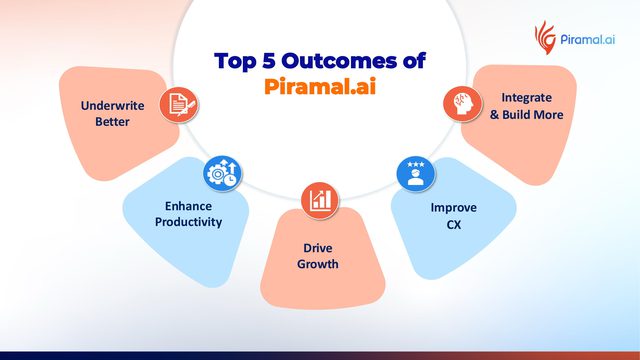 Top 5 Outcomes of
Piramal.ai
Piramal.ai
Underwrite
Better
Enhance
Productivity
Drive
Growth
Improve
CX
Integrate
& Build More